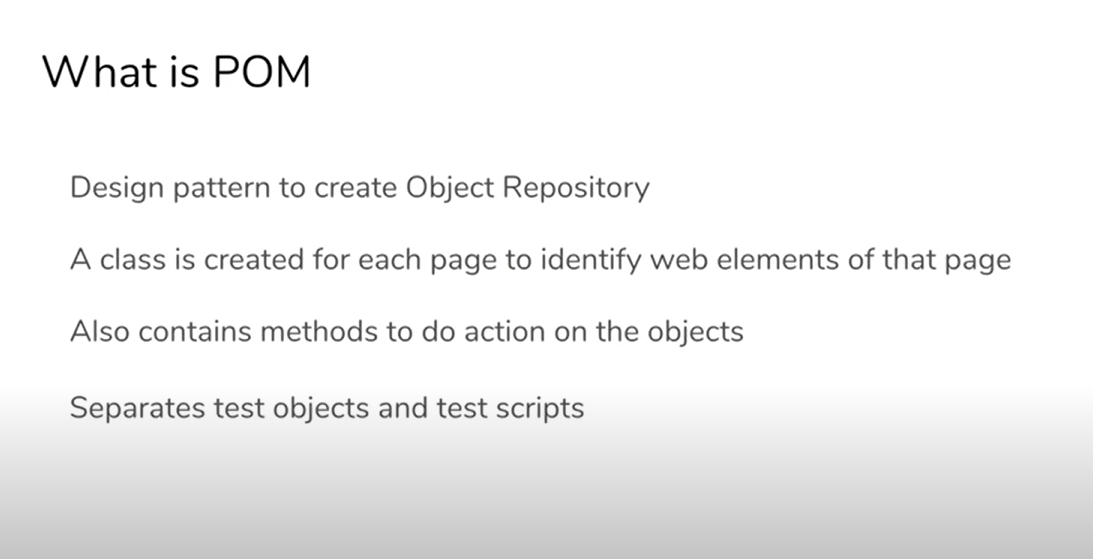 What is POM
Design pattern to create Object Repository
A class is created for each page to identify web elements of that page
Also contains methods to do action on the objects
Separates test objects and test scripts